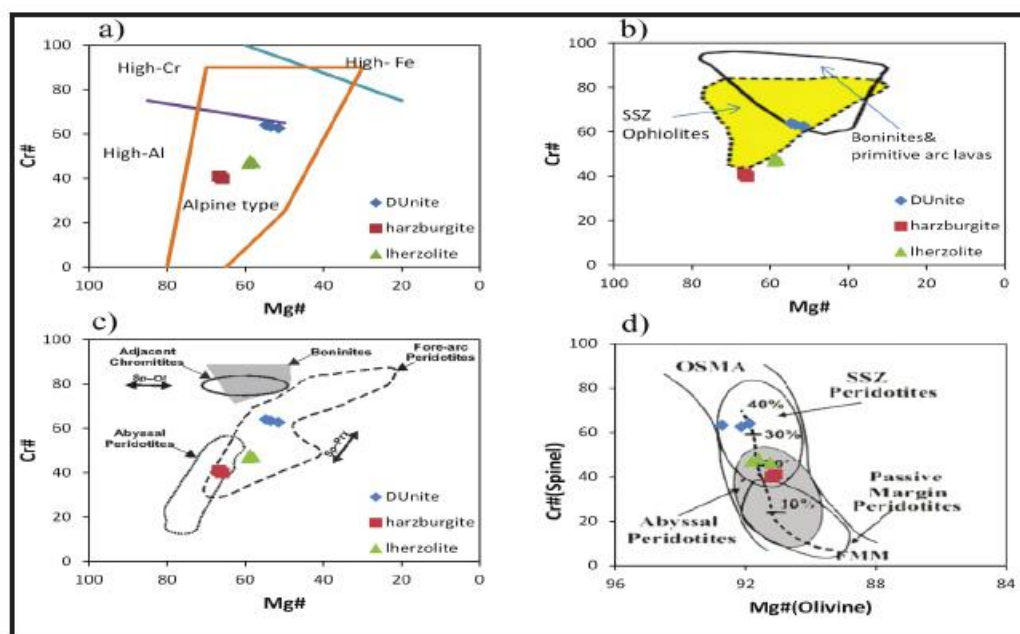 a)
100
80
60
40
20
0
Cr#
High-Cr
High- Fe
High-Al
Alpine type
DUnite
harzburgite
lherzolite
100 80 60 40 20 0
Mg#
b)
100
80
60
40
20
0
Cr#
SSZ
Ophiolites
Boninites&
primitive arc lavas
DUnite
harzburgite
lherzolite
100 80 60 40 20 0
Mg#
c)
100
80
60
40
20
0
Cr#
Adjacent
Chromitites
Boninites
Fore-arc
Peridotites
Sp-Ol
Abyssal
Peridotites
DUnite
harzburgite
lherzolite
100 80 60 40 20 0
Mg#
d)
100
80
60
40
20
0
Cr#(Spinel)
OSMA
SSZ
Peridotites
40%
30%
10%
Passive
Margin
Peridotites
Abyssal
Peridotites
FMM
96 92 88 84
Mg#(Olivine)